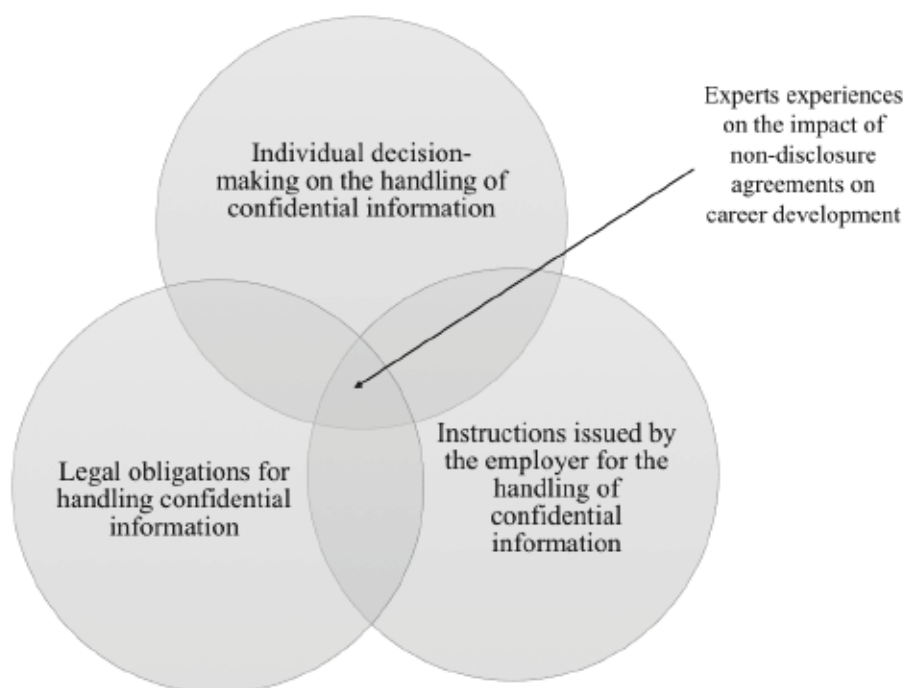 Individual decision-
making on the handling of
confidential information
Experts experiences
on the impact of
non-disclosure
agreements on
career development
Legal obligations for
handling confidential
information
Instructions issued by
the employer for the
handling of
confidential
information